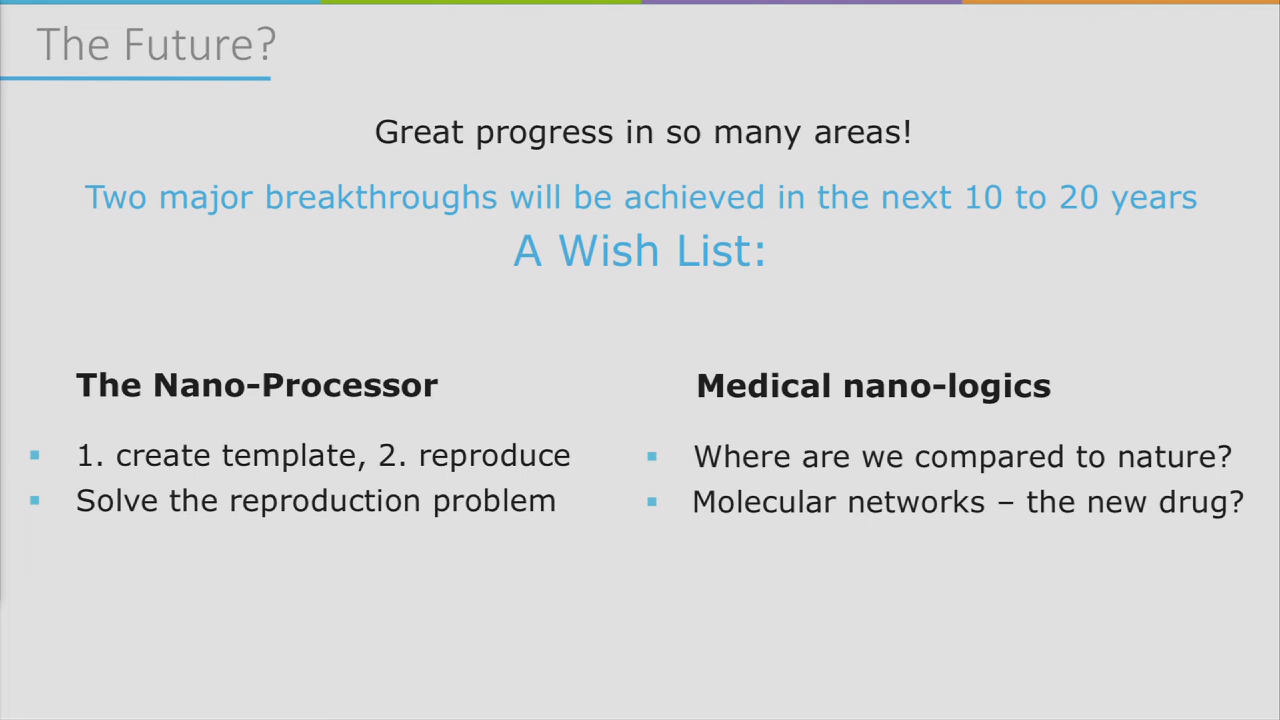 The Future?
Great progress in so many areas!
Two major breakthroughs will be achieved in the next 10 to 20 years
A Wish List:
The Nano-Processor
▪ 1. create template, 2. reproduce
▪ Solve the reproduction problem
Medical nano-logics
▪ Where are we compared to nature?
▪ Molecular networks – the new drug?